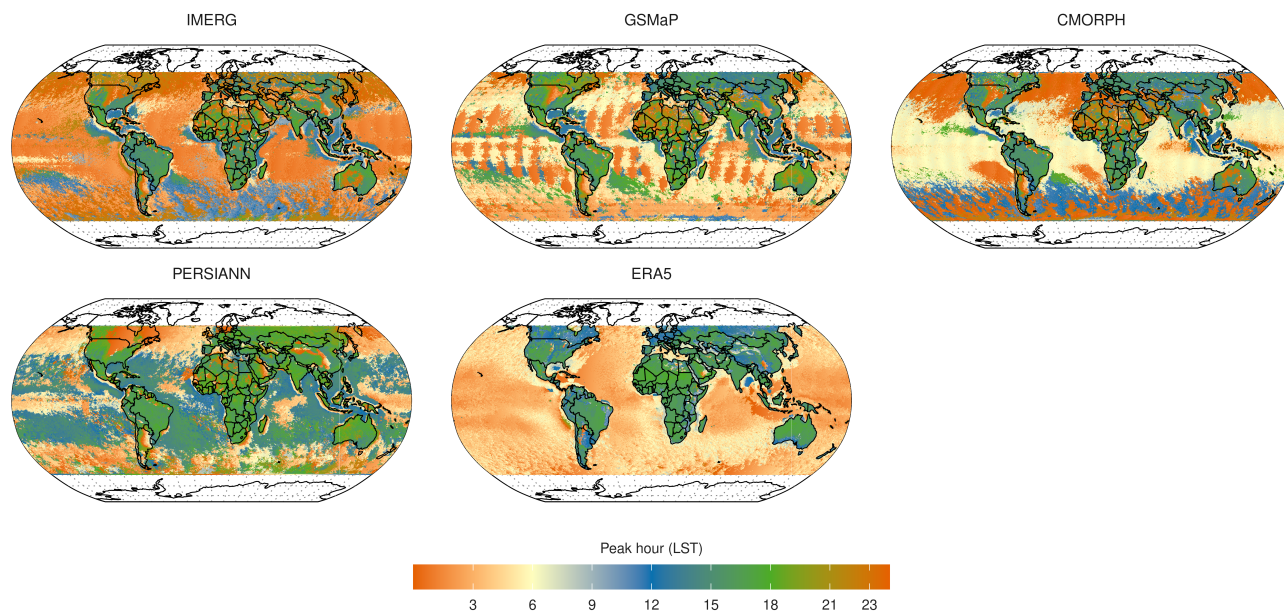 IMERG
GSMaP
CMORPH
PERSIANN
ERA5
Peak hour (LST)
3 6 9 12 15 18 21 23